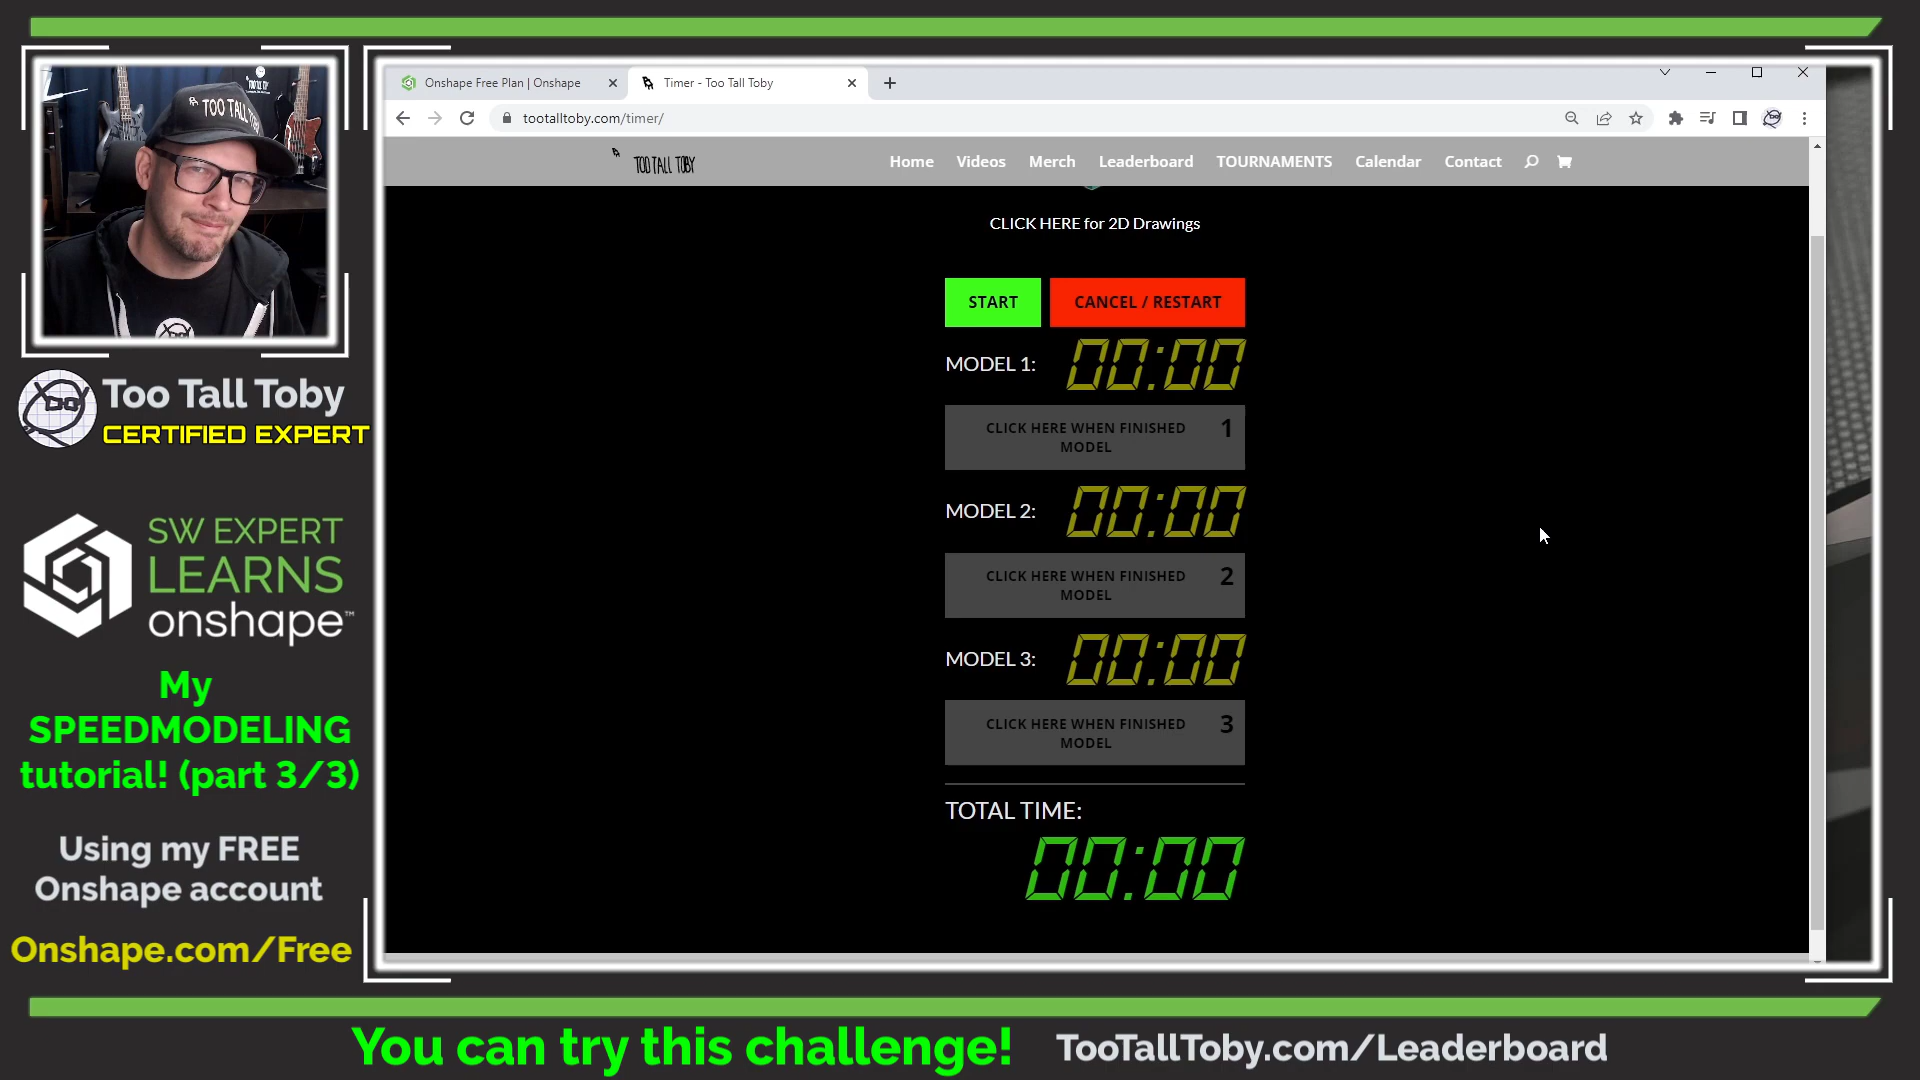 TOO TALL TOBY
Too Tall Toby
CERTIFIED EXPERT
SW EXPERT
LEARNS
onshape™
My
SPEEDMODELING
tutorial! (part 3/3)
Using my FREE
Onshape account
Onshape.com/Free
Onshape Free Plan | Onshape
Timer - Too Tall Toby
tootalltoby.com/timer/
TOO TALL TOBY
Home
Videos
Merch
Leaderboard
TOURNAMENTS
Calendar
Contact
CLICK HERE for 2D Drawings
START
CANCEL / RESTART
MODEL 1:
00:00
CLICK HERE WHEN FINISHED
MODEL
1
MODEL 2:
00:00
CLICK HERE WHEN FINISHED
MODEL
2
MODEL 3:
00:00
CLICK HERE WHEN FINISHED
MODEL
3
TOTAL TIME:
00:00
You can try this challenge!
TooTallToby.com/Leaderboard